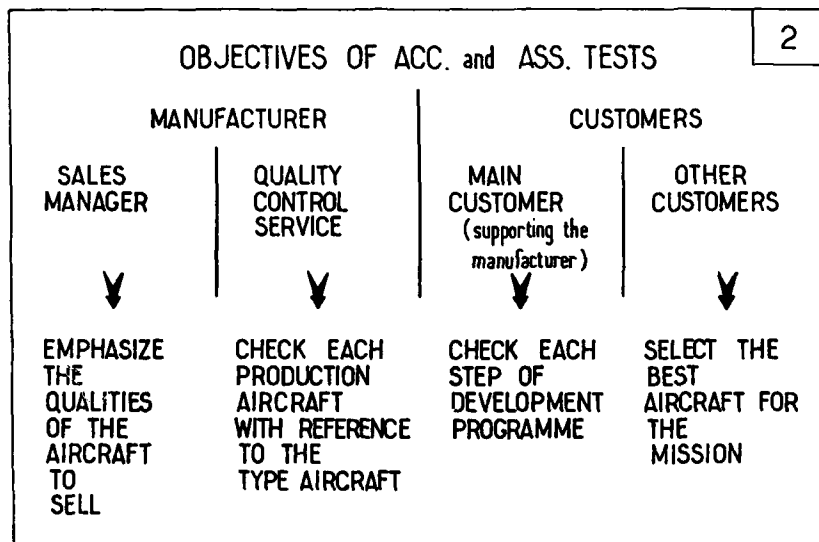 2
OBJECTIVES OF ACC. and ASS. TESTS
MANUFACTURER
CUSTOMERS
SALES
MANAGER
QUALITY
CONTROL
SERVICE
MAIN
CUSTOMER
(supporting the
manufacturer)
OTHER
CUSTOMERS
EMPHASIZE
THE
QUALITIES
OF THE
AIRCRAFT
TO
SELL
CHECK EACH
PRODUCTION
AIRCRAFT
WITH REFERENCE
TO THE
TYPE AIRCRAFT
CHECK EACH
STEP OF
DEVELOPMENT
PROGRAMME
SELECT THE
BEST
AIRCRAFT FOR
THE
MISSION